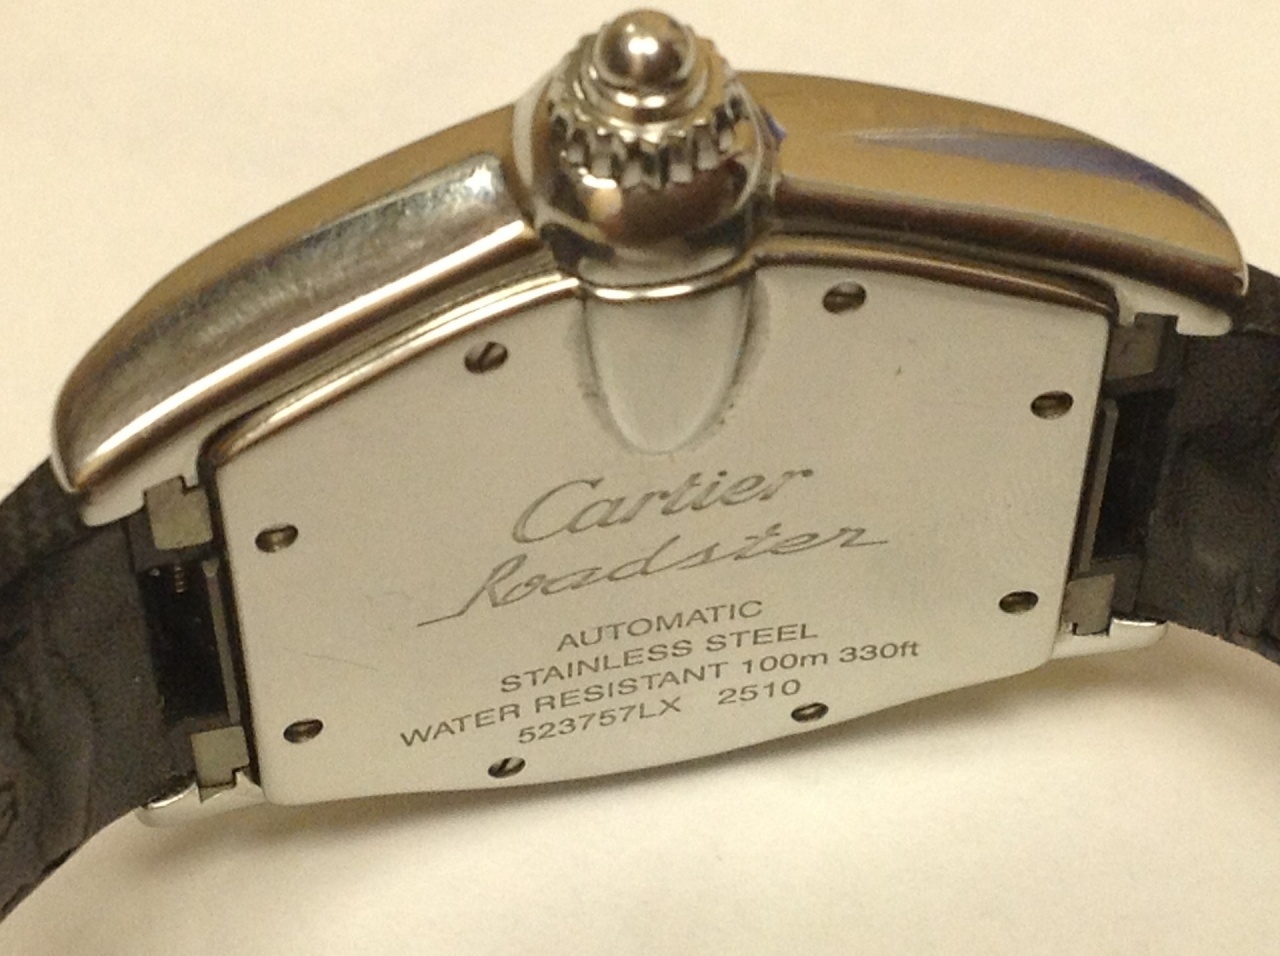 Cartier
Roadster
AUTOMATIC
STAINLESS STEEL
WATER RESISTANT 100m 330ft
523757LX 2510